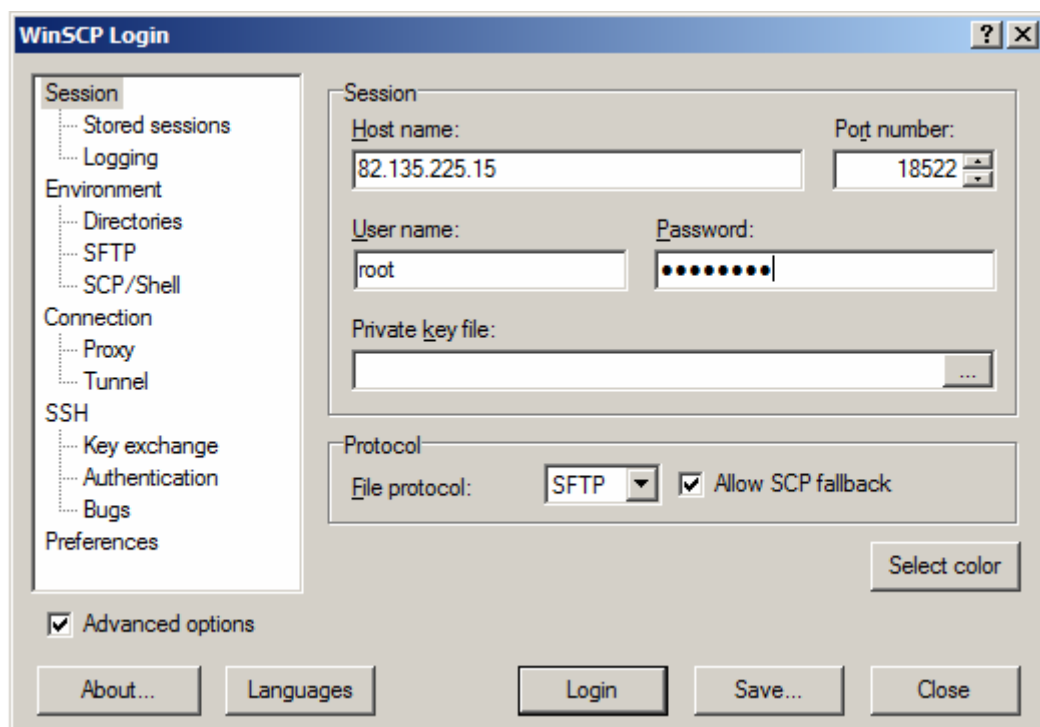 WinSCP Login
Session
Stored sessions
Logging
Environment
Directories
SFTP
SCP/Shell
Connection
Proxy
Tunnel
SSH
Key exchange
Authentication
Bugs
Preferences
Advanced options
Session
Host name: Port number:
82.135.225.15 18522
User name: Password:
root ●●●●●●●●
Private key file:
...
Protocol
File protocol: SFTP Allow SCP fallback
Select color
About... Languages Login Save... Close